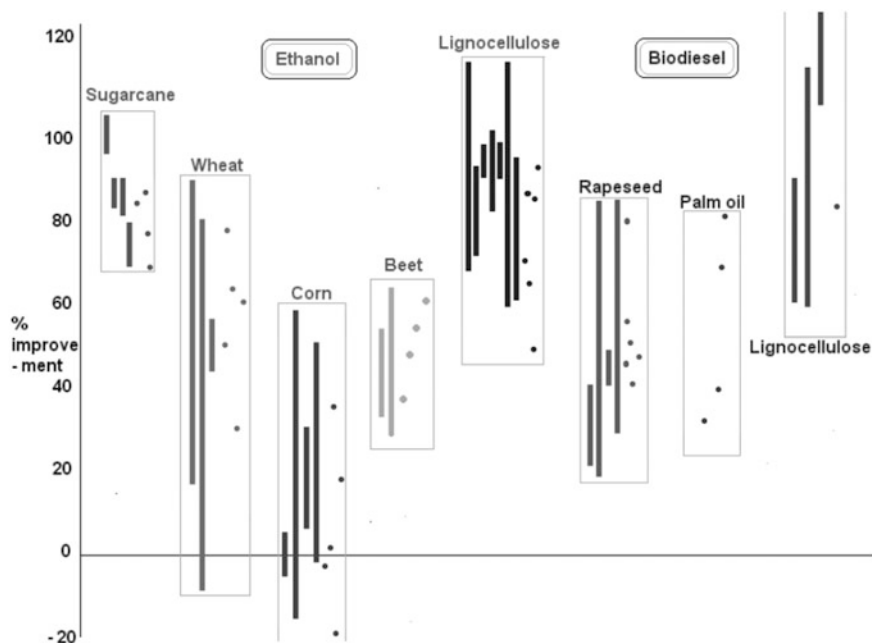 120
Ethanol
Lignocellulose
Biodiesel
Sugarcane
100
Wheat
80
Rapeseed
Palm oil
Beet
60
Corn
%
improve
- ment
Lignocellulose
40
20
0
- 20